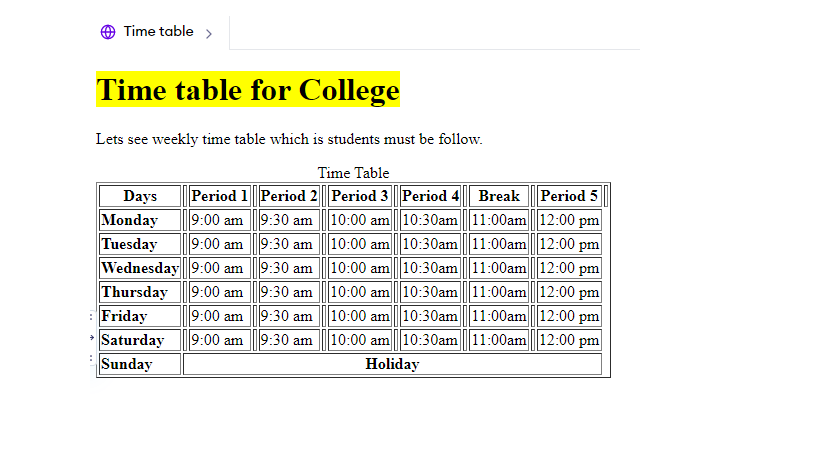 Time table
Time table for College
Lets see weekly time table which is students must be follow.
Time Table
Days Period 1 Period 2 Period 3 Period 4 Break Period 5
Monday 9:00 am 9:30 am 10:00 am 10:30am 11:00am 12:00 pm
Tuesday 9:00 am 9:30 am 10:00 am 10:30am 11:00am 12:00 pm
Wednesday 9:00 am 9:30 am 10:00 am 10:30am 11:00am 12:00 pm
Thursday 9:00 am 9:30 am 10:00 am 10:30am 11:00am 12:00 pm
Friday 9:00 am 9:30 am 10:00 am 10:30am 11:00am 12:00 pm
Saturday 9:00 am 9:30 am 10:00 am 10:30am 11:00am 12:00 pm
Sunday Holiday